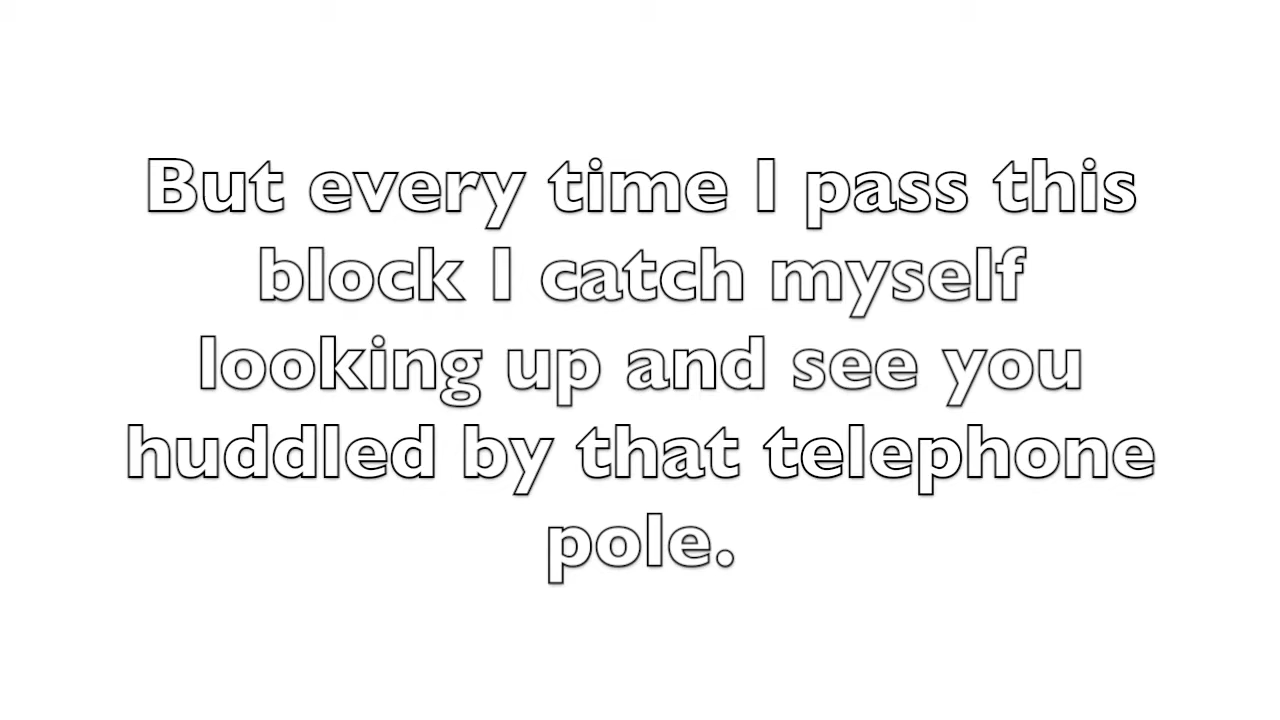 But every time I pass this
block I catch myself
looking up and see you
huddled by that telephone
pole.